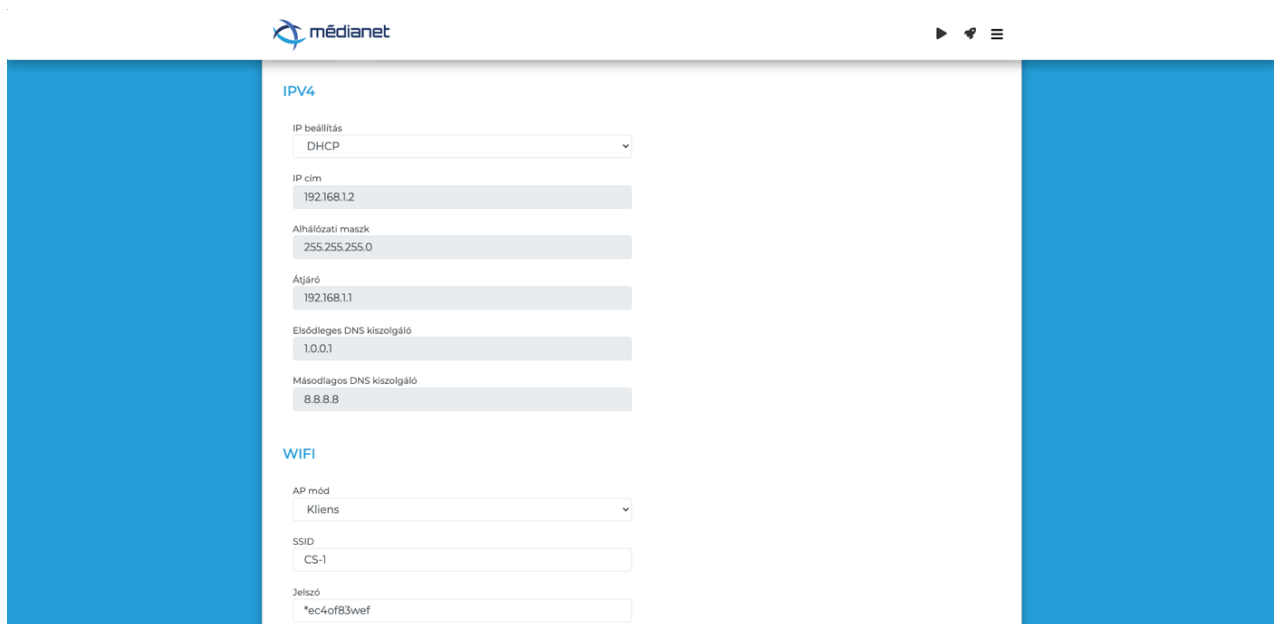 médianet
IPV4
IP beállítás
DHCP
IP cím
192.168.1.2
Alhálózati maszk
255.255.255.0
Átjáró
192.168.1.1
Elsődleges DNS kiszolgáló
1.0.0.1
Másodlagos DNS kiszolgáló
8.8.8.8
WIFI
AP mód
Kliens
SSID
CS-1
Jelszó
*ec4of83wef